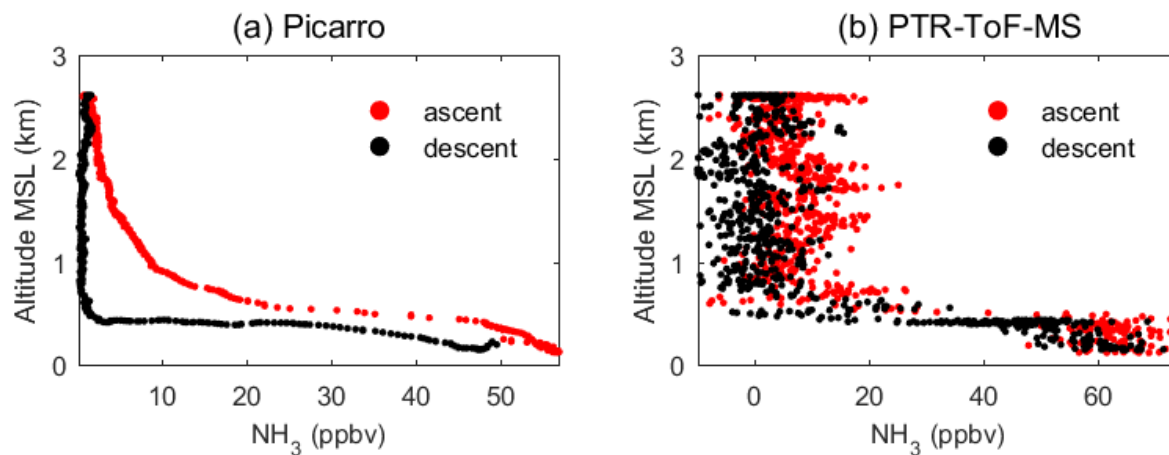 (a) Picarro
3
2
1
0
Altitude MSL (km)
ascent
descent
10 20 30 40 50
NH3 (ppbv)
(b) PTR-ToF-MS
3
2
1
0
Altitude MSL (km)
ascent
descent
0 20 40 60
NH3 (ppbv)